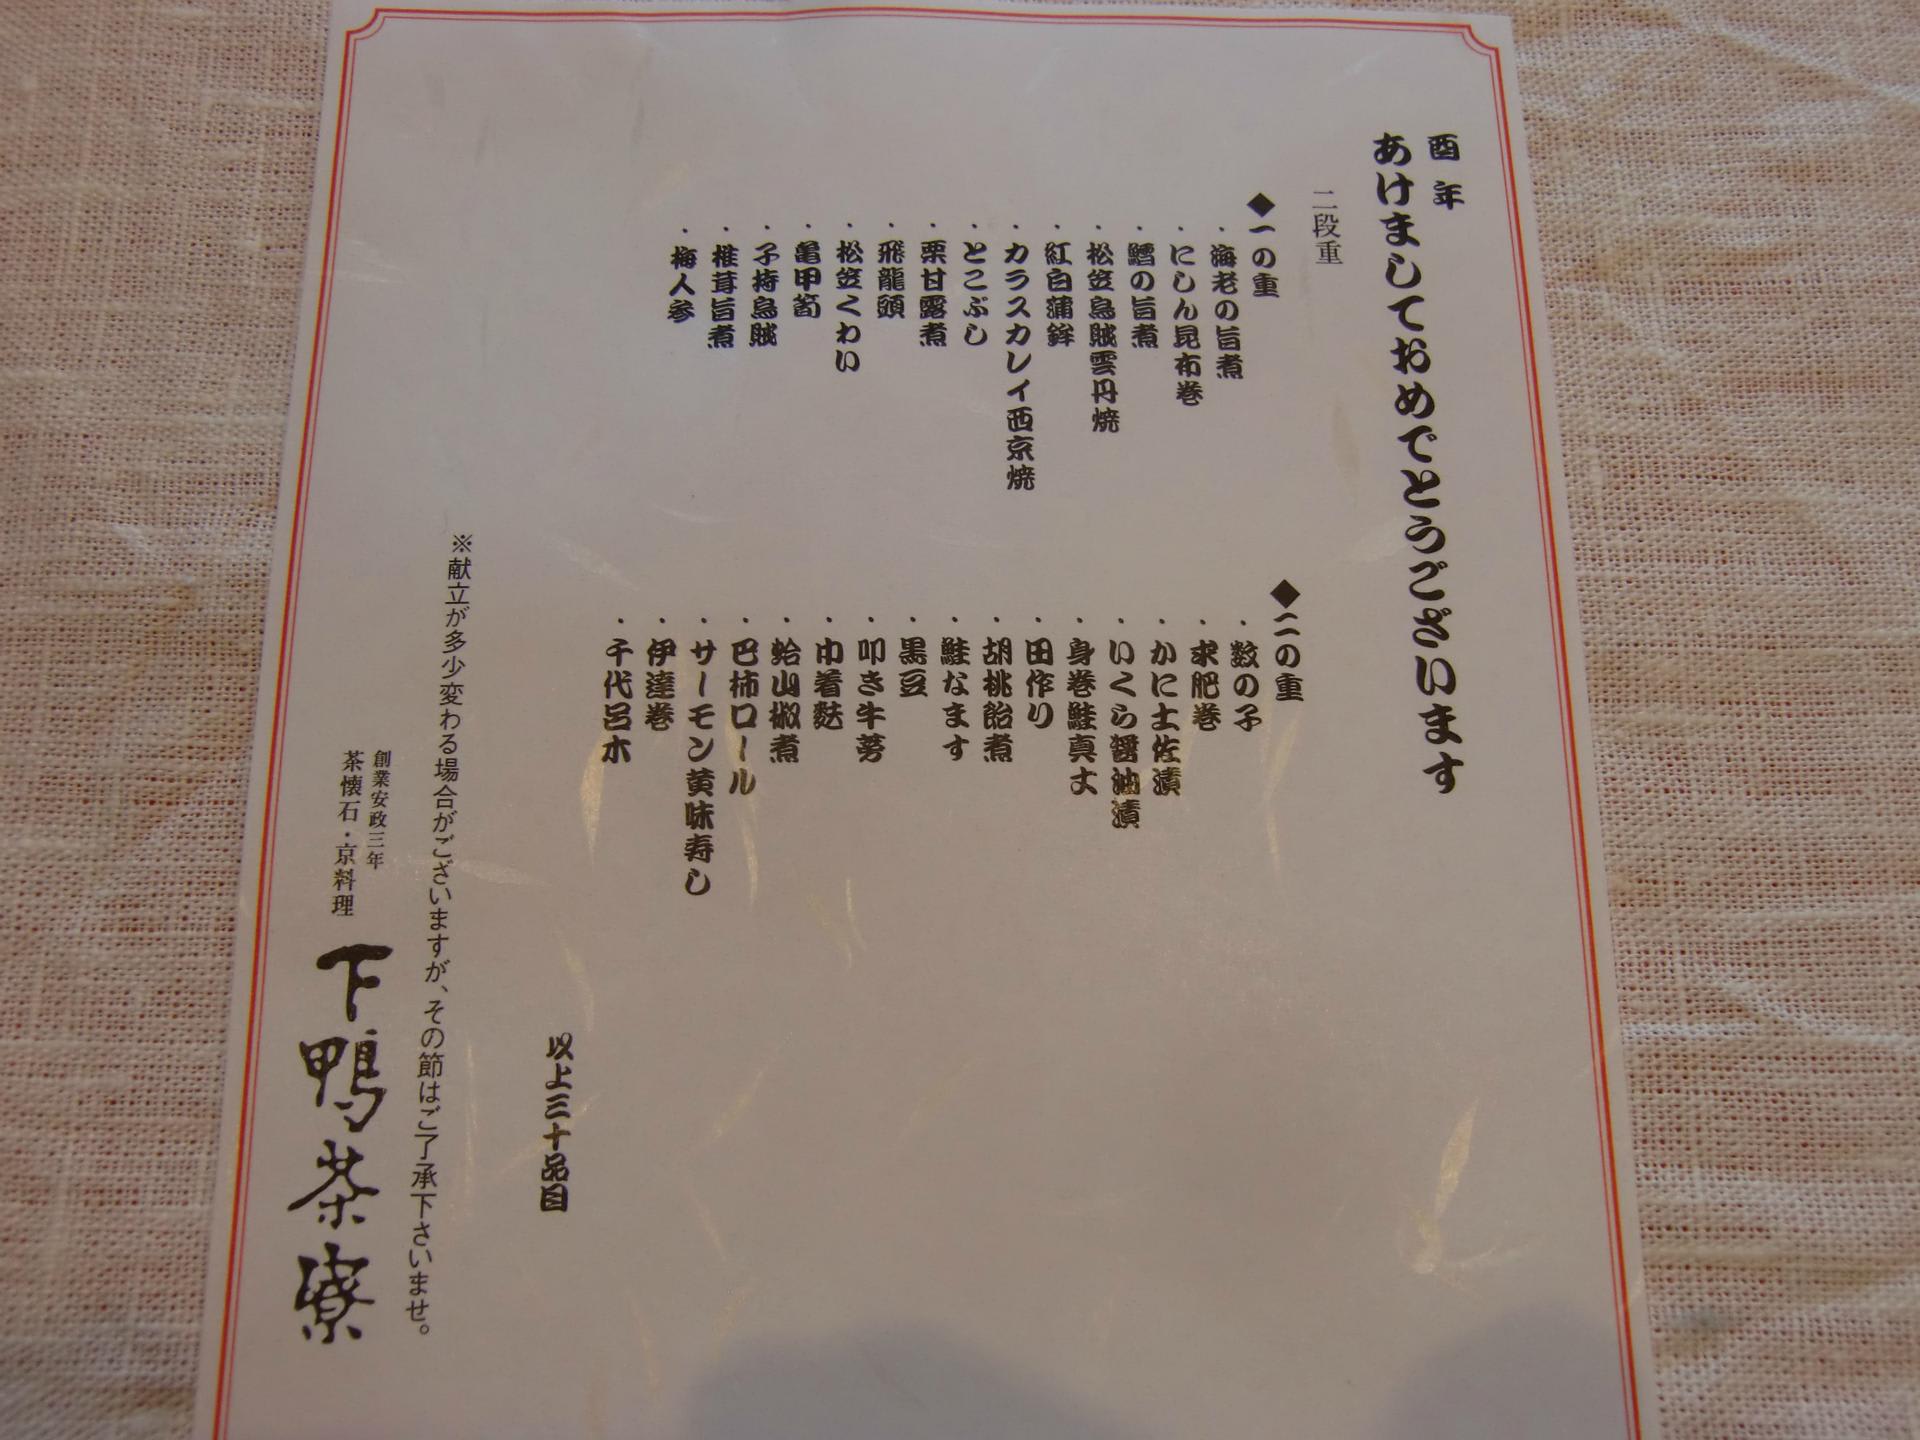 酉年
あけましておめでとうございます
二段重
◆一の重
・海老の旨煮
・にしん昆布巻
・鱈の旨煮
・松笠烏賊雲丹焼
・紅白蒲鉾
・カラスカレイ西京焼
・とこぶし
・栗甘露煮
・飛龍頭
・松笠くわい
・亀甲筍
・子持烏賊
・椎茸旨煮
・梅人参
◆二の重
・数の子
・求肥巻
・かに土佐漬
・いくら醤油漬
・身巻鮭真丈
・田作り
・胡桃飴煮
・鮭なます
・黒豆
・叩き牛蒡
・巾着麩
・蛤山椒煮
・巴柿ロール
・サーモン黄味寿し
・伊達巻
・千代呂木
以上三十品目
※献立が多少変わる場合がございますが、その節はご了承下さいませ。
創業安政三年
茶懐石・京料理
下鴨茶寮